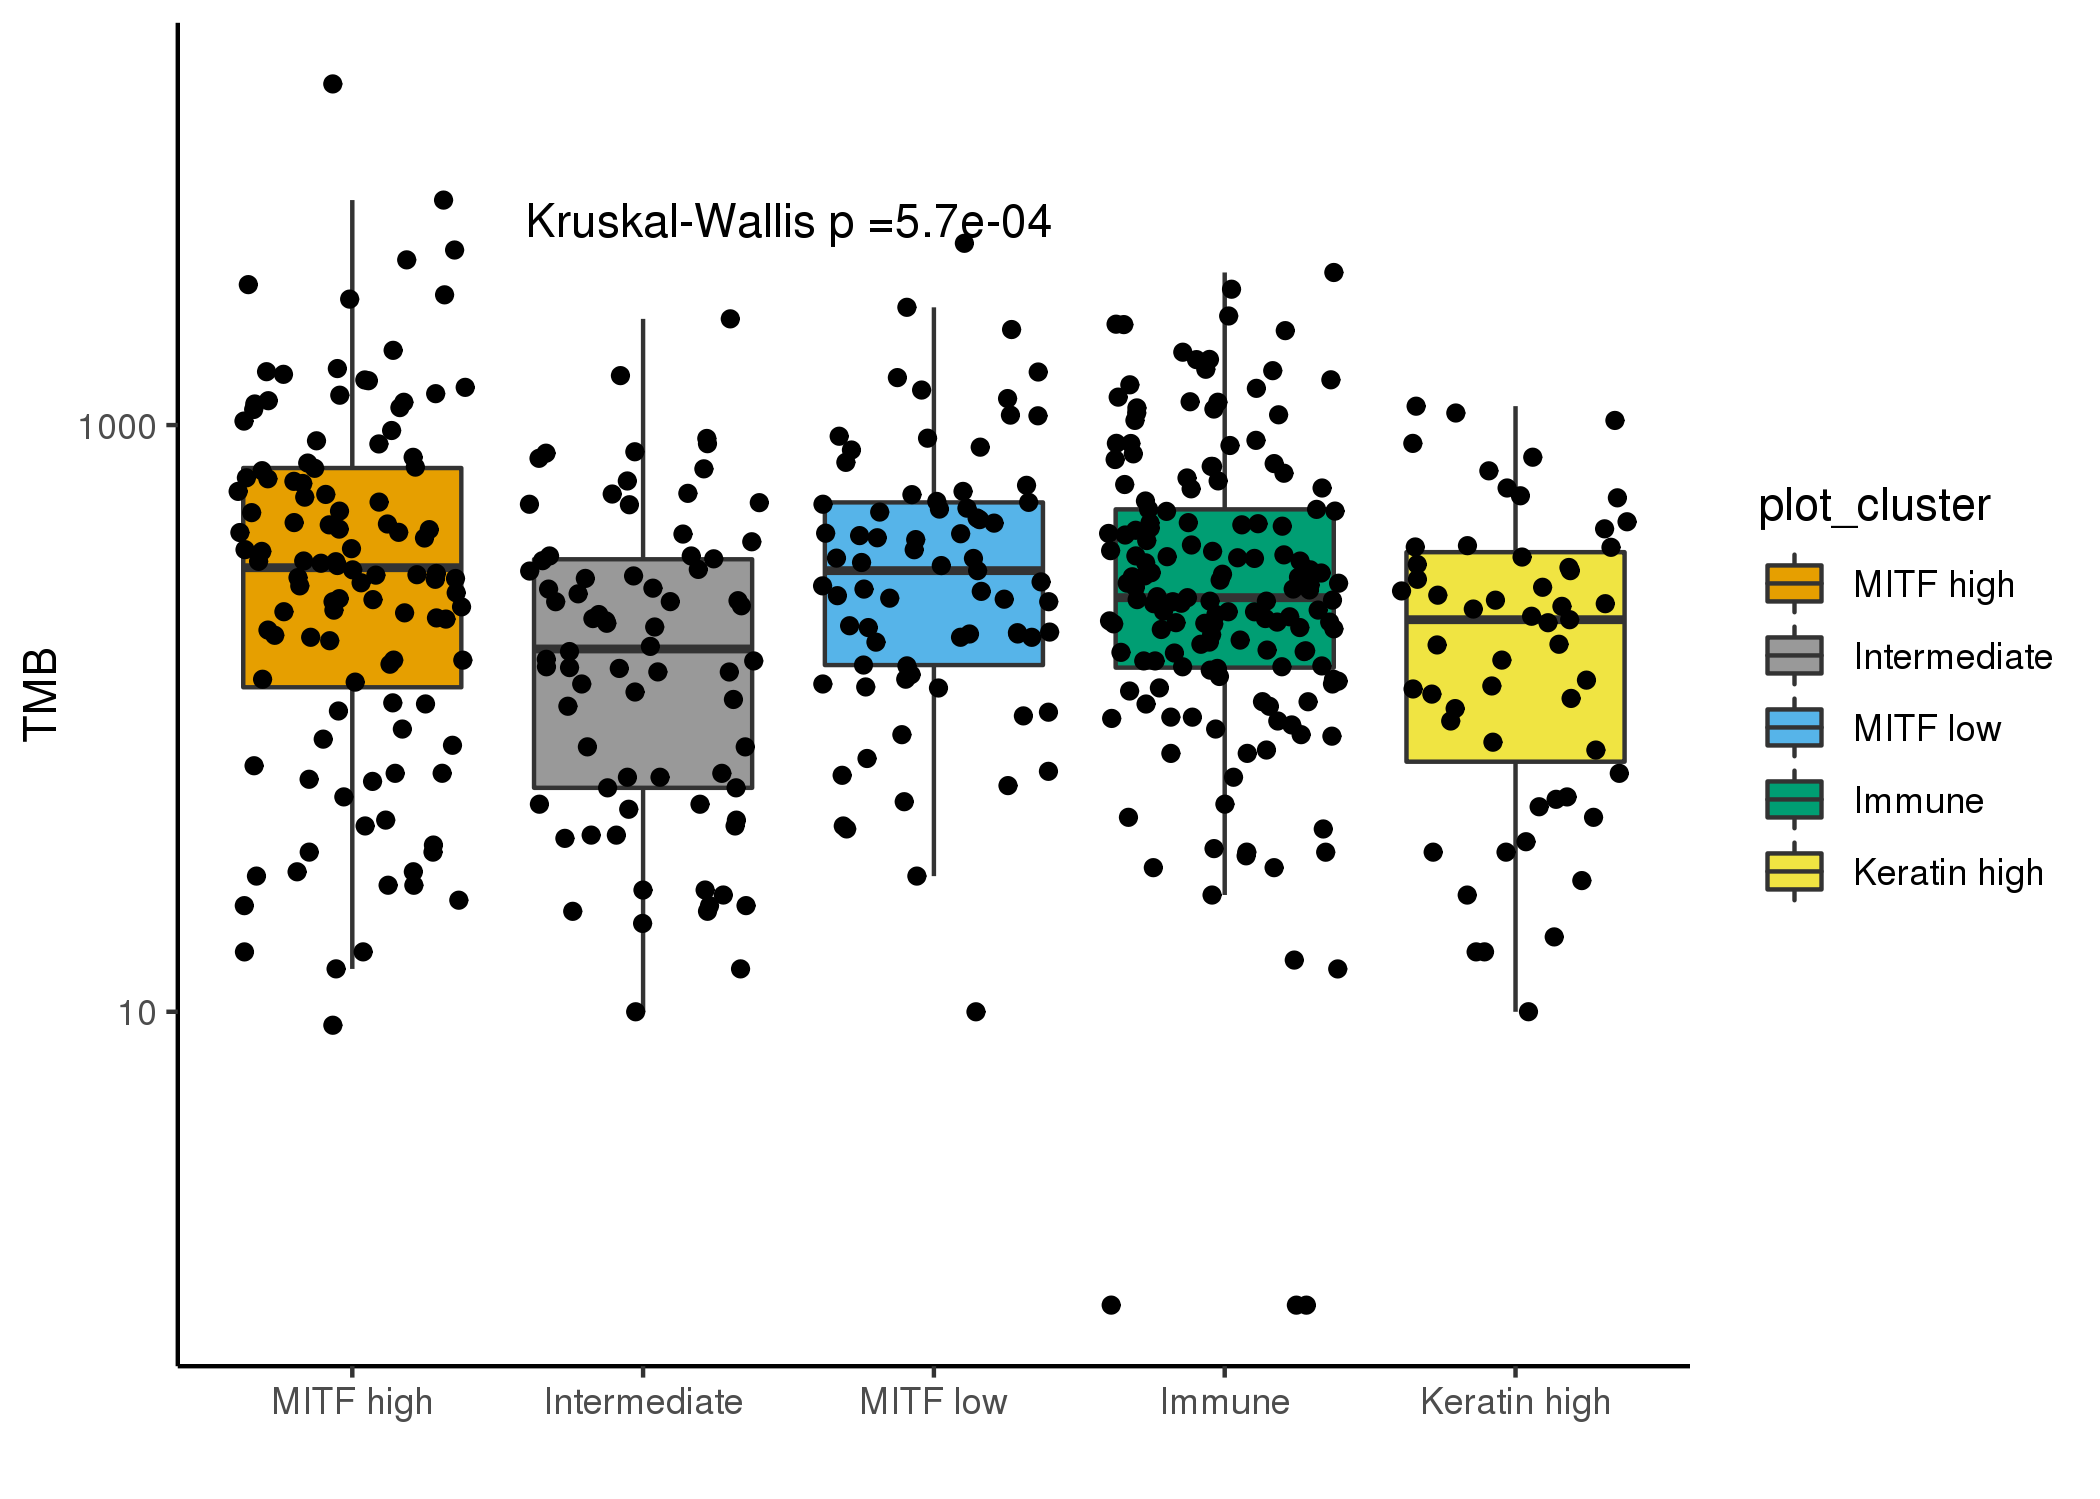 Kruskal-Wallis p =5.7e-04
1000
10
TMB
MITF high
Intermediate
MITF low
Immune
Keratin high
plot_cluster
MITF high
Intermediate
MITF low
Immune
Keratin high